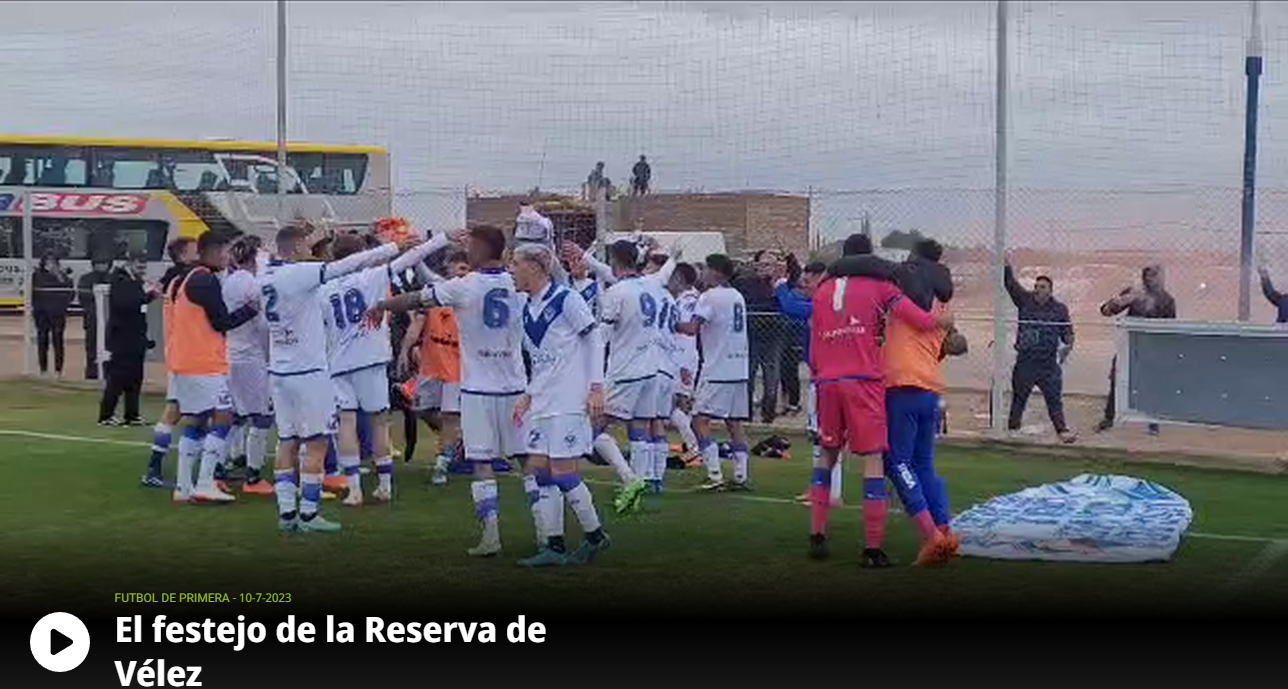 BUS
2
18
6
9
8
1
FUTBOL DE PRIMERA - 10-7-2023
El festejo de la Reserva de
Vélez